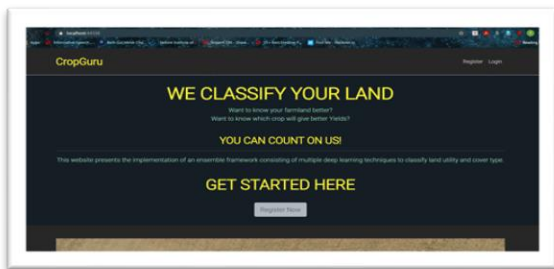 localhost
CropGuru
Register Login
WE CLASSIFY YOUR LAND
Want to know your farmland better?
Want to know which crop will give better Yields?
YOU CAN COUNT ON US!
This website presents the implementation of an ensemble framework consisting of multiple deep learning techniques to classify land utility and cover type.
GET STARTED HERE
Register Now